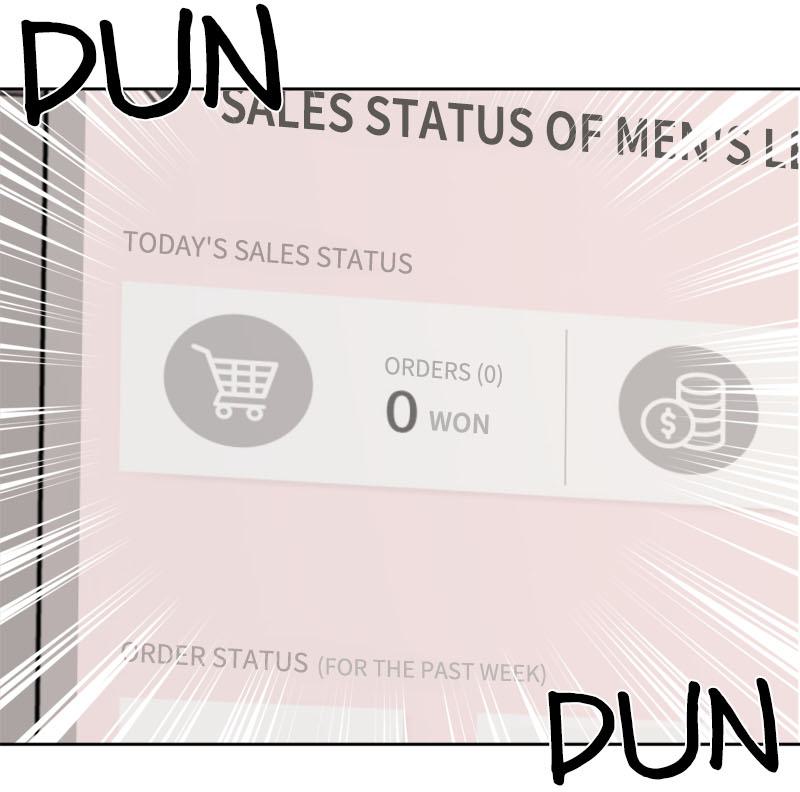 DUN
SALES STATUS OF MEN'S
TODAY'S SALES STATUS
ORDERS (0)
0 WON
$
ORDER STATUS (FOR THE PAST WEEK)
DUN